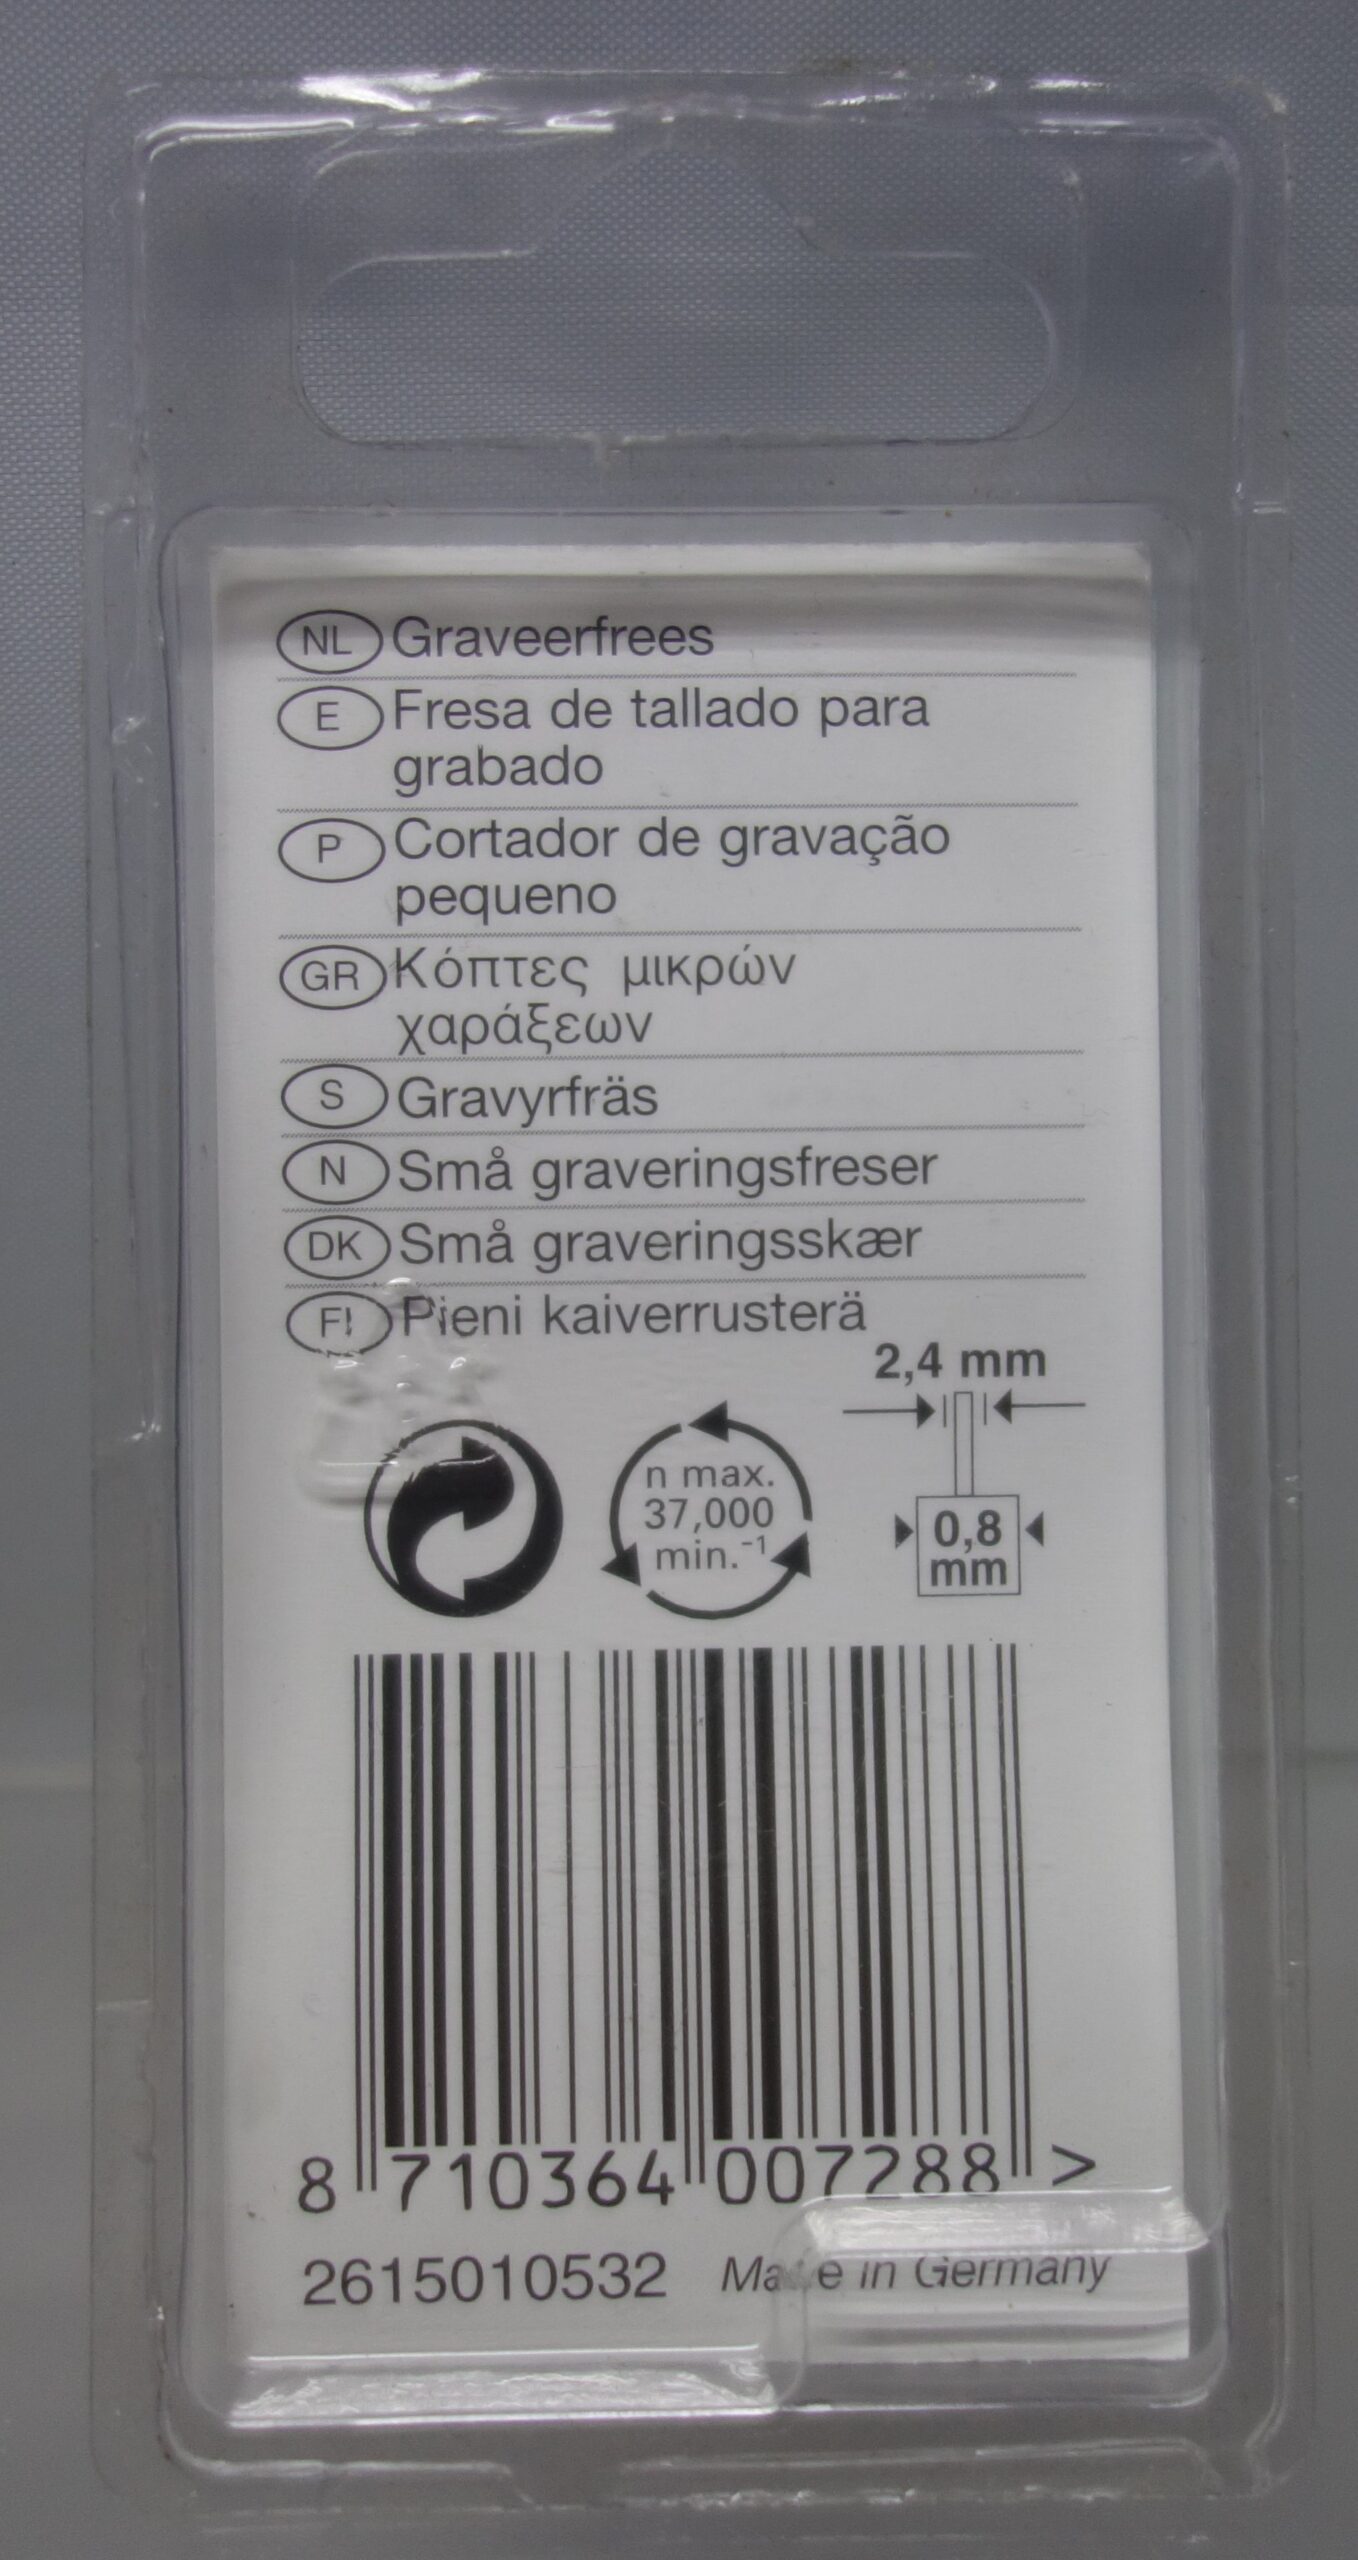 NL Graveerfrees
E Fresa de tallado para
grabado
P Cortador de gravação
pequeno
GR Κόπτες μικρών
χαράξεων
S Gravyrfräs
N Små graveringsfreser
DK Små graveringsskær
FI Pieni kaiverrusterä
2,4 mm
n max.
37,000
min.⁻¹
0,8
mm
8 710364 007288 >
2615010532 Made in Germany